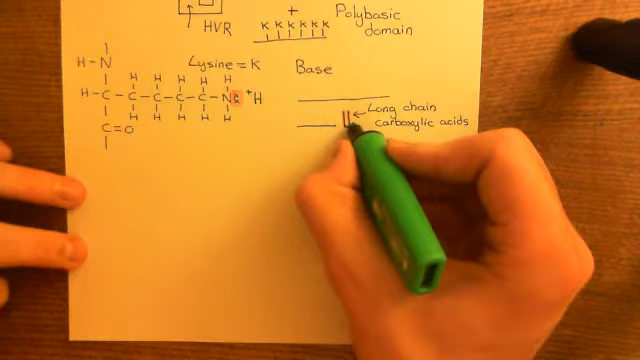 +
Polybasic
domain
K K K K K K
HVR
Lysine = K
Base
H-N
H H H H H
H-C-C-C-C-C-N: +H
H H H H H
C=O
Long chain
carboxylic acids